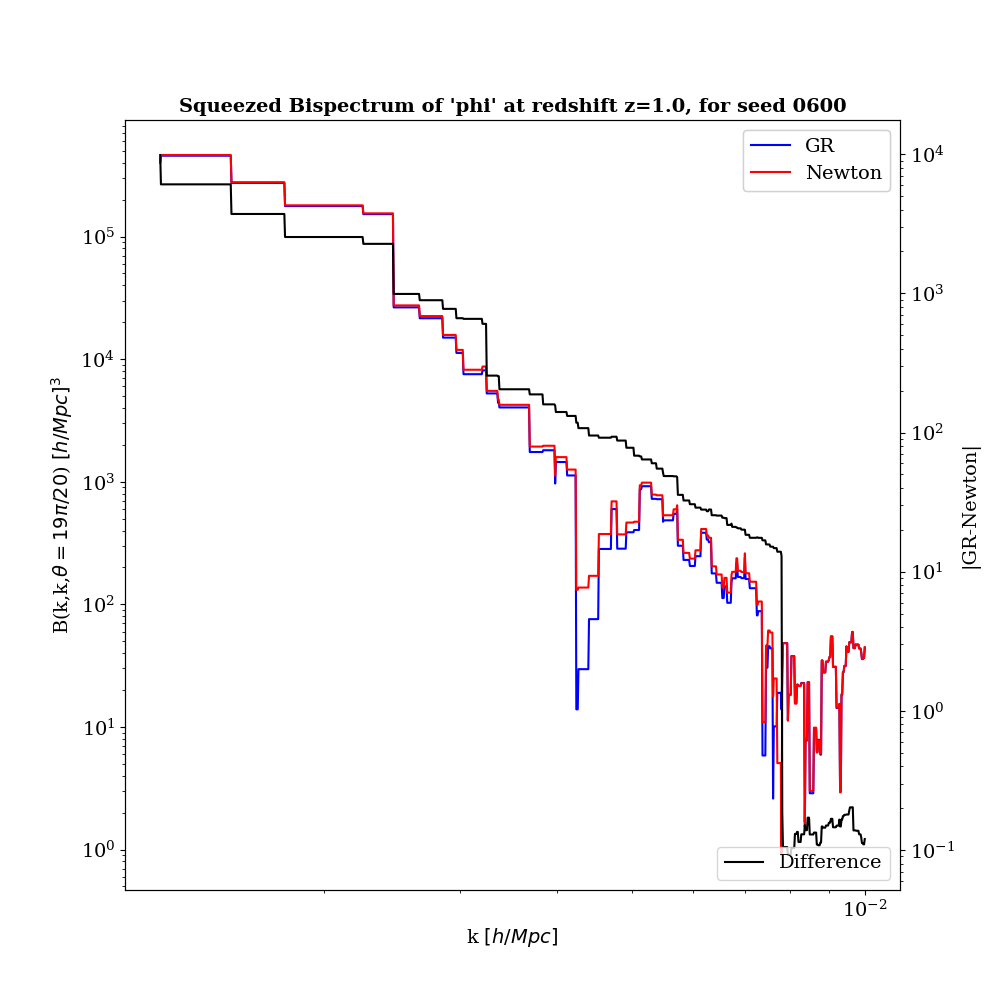 Squeezed Bispectrum of 'phi' at redshift z=1.0, for seed 0600
GR
Newton
10^5
10^4
10^3
10^2
10^1
10^0
B(k,k,θ = 19π/20) [h/Mpc]^3
10^4
10^3
10^2
10^1
10^0
10^-1
|GR-Newton|
Difference
10^-2
k [h/Mpc]